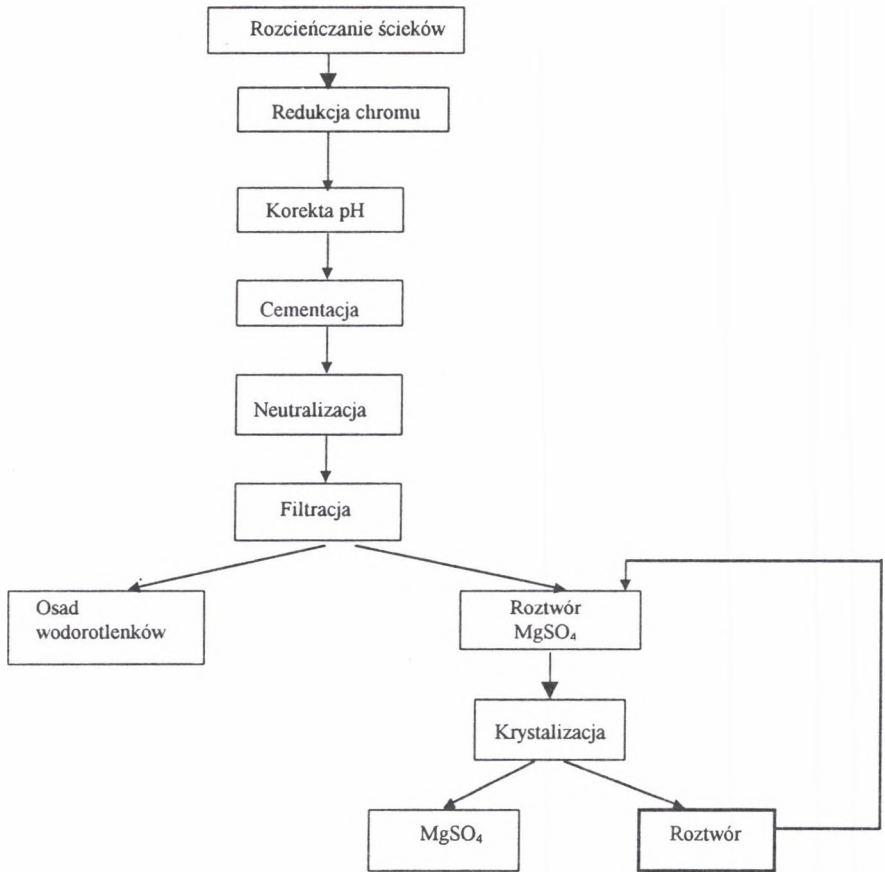 Rozcieńczanie ścieków
Redukcja chromu
Korekta pH
Cementacja
Neutralizacja
Filtracja
Osad
wodorotlenków
Roztwór
MgSO₄
Krystalizacja
MgSO₄
Roztwór